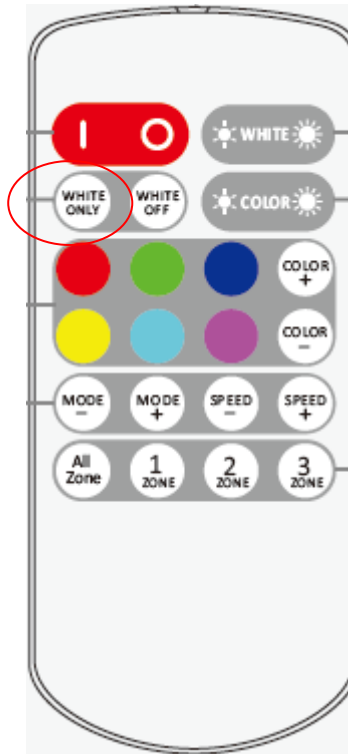 I O
WHITE
WHITE ONLY
WHITE OFF
COLOR
COLOR +
COLOR −
MODE −
MODE +
SPEED −
SPEED +
All Zone
1 ZONE
2 ZONE
3 ZONE